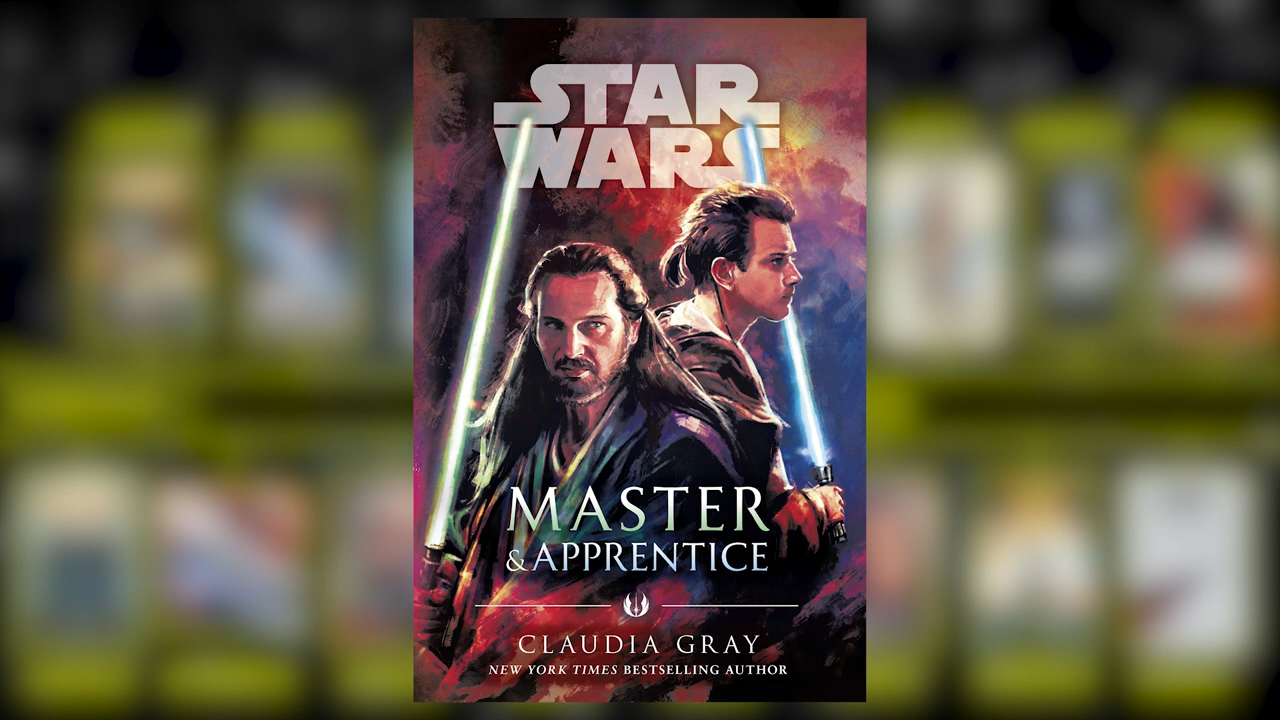 STAR
WARS
MASTER
& APPRENTICE
CLAUDIA GRAY
NEW YORK TIMES BESTSELLING AUTHOR